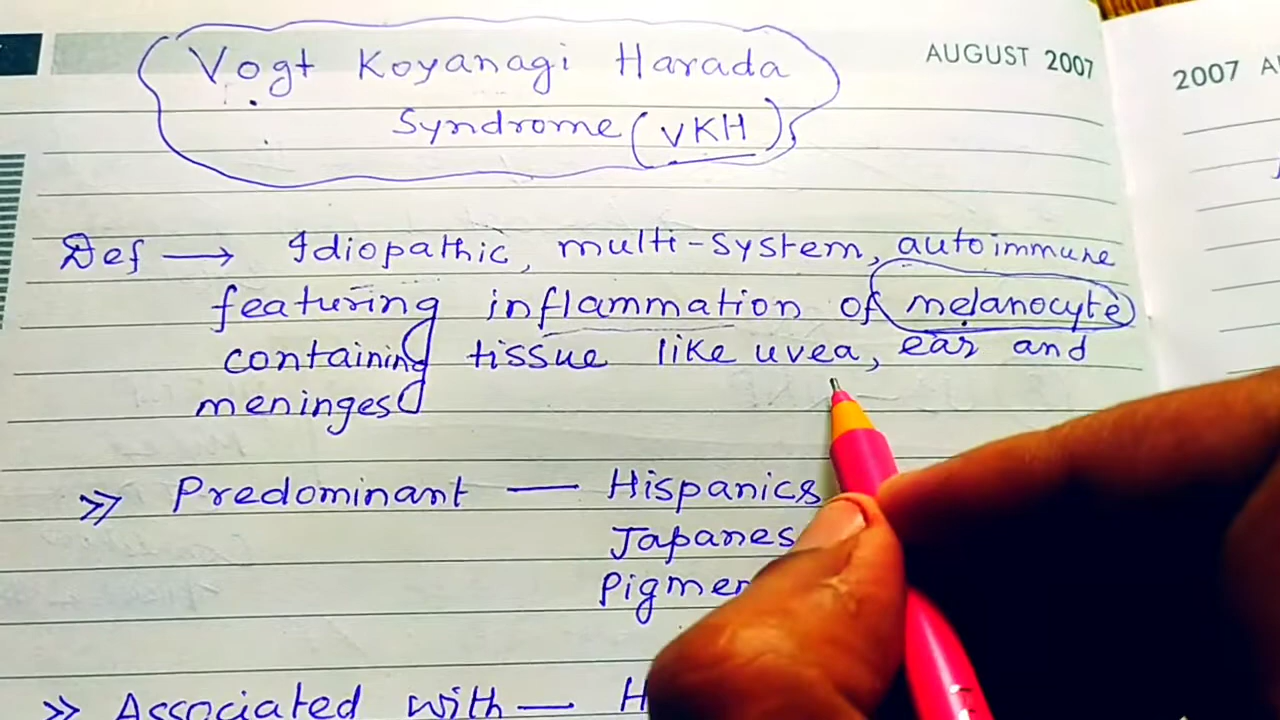 AUGUST 2007
2007
Vogt Koyanagi Harada
Syndrome (VKH)
Def → Idiopathic, multi-system, autoimmune
featuring inflammation of melanocyte
containing tissue like uvea, ear and
meninges
>> Predominant — Hispanics
Japanes
Pigmen
>> Associated with — H